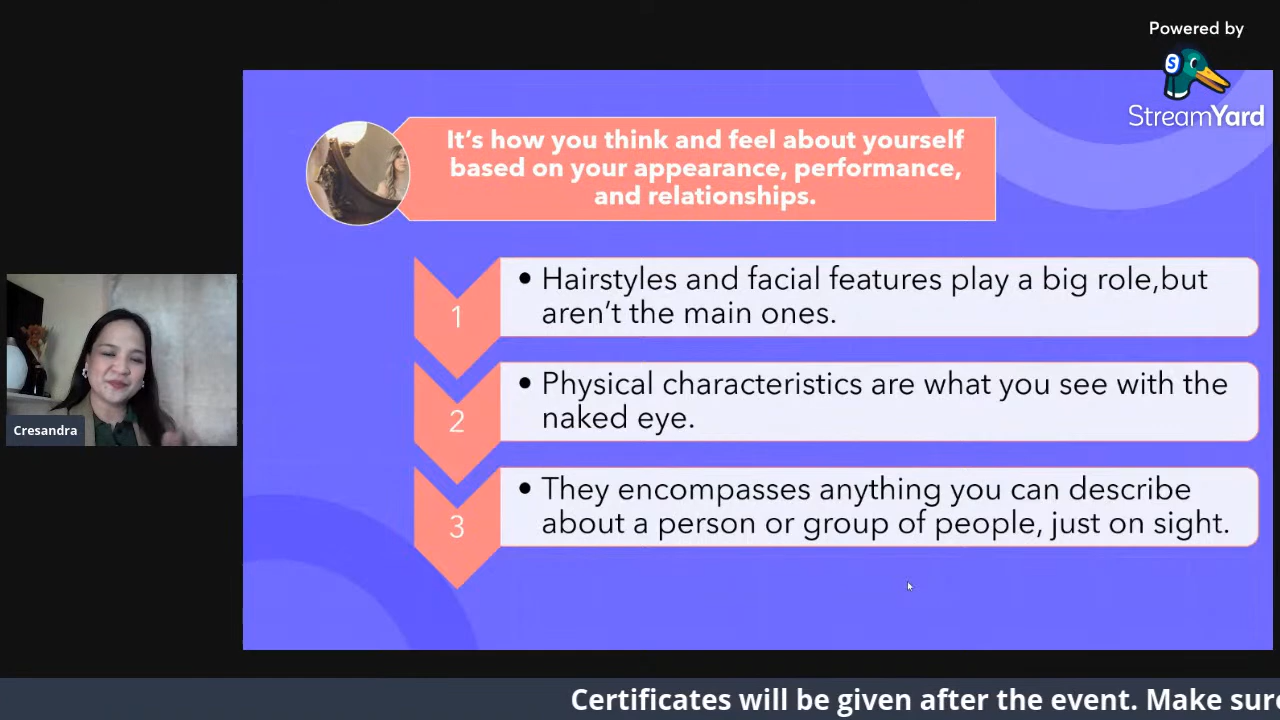 Powered by
S
StreamYard
It’s how you think and feel about yourself
based on your appearance, performance,
and relationships.
1
• Hairstyles and facial features play a big role,but
aren’t the main ones.
2
• Physical characteristics are what you see with the
naked eye.
Cresandra
3
• They encompasses anything you can describe
about a person or group of people, just on sight.
Certificates will be given after the event. Make sure